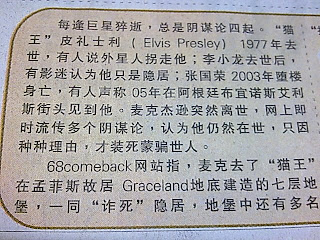 每逢巨星猝逝，总是阴谋论四起。“猫
王”皮礼士利（Elvis Presley）1977年去
世，有人说外星人拐走他；李小龙去世后，
有影迷认为他只是隐居；张国荣2003年堕楼
身亡，有人声称05年在阿根廷布宜诺斯艾利
斯街头见到他。麦克杰逊突然离世，网上即
时流传多个阴谋论，认为他仍然在世，只因
种种理由，才装死蒙骗世人。
68comeback网站指，麦克去了“猫王”
在孟菲斯故居 Graceland地底建造的七层地
堡，一同“诈死”隐居，地堡中还有多名